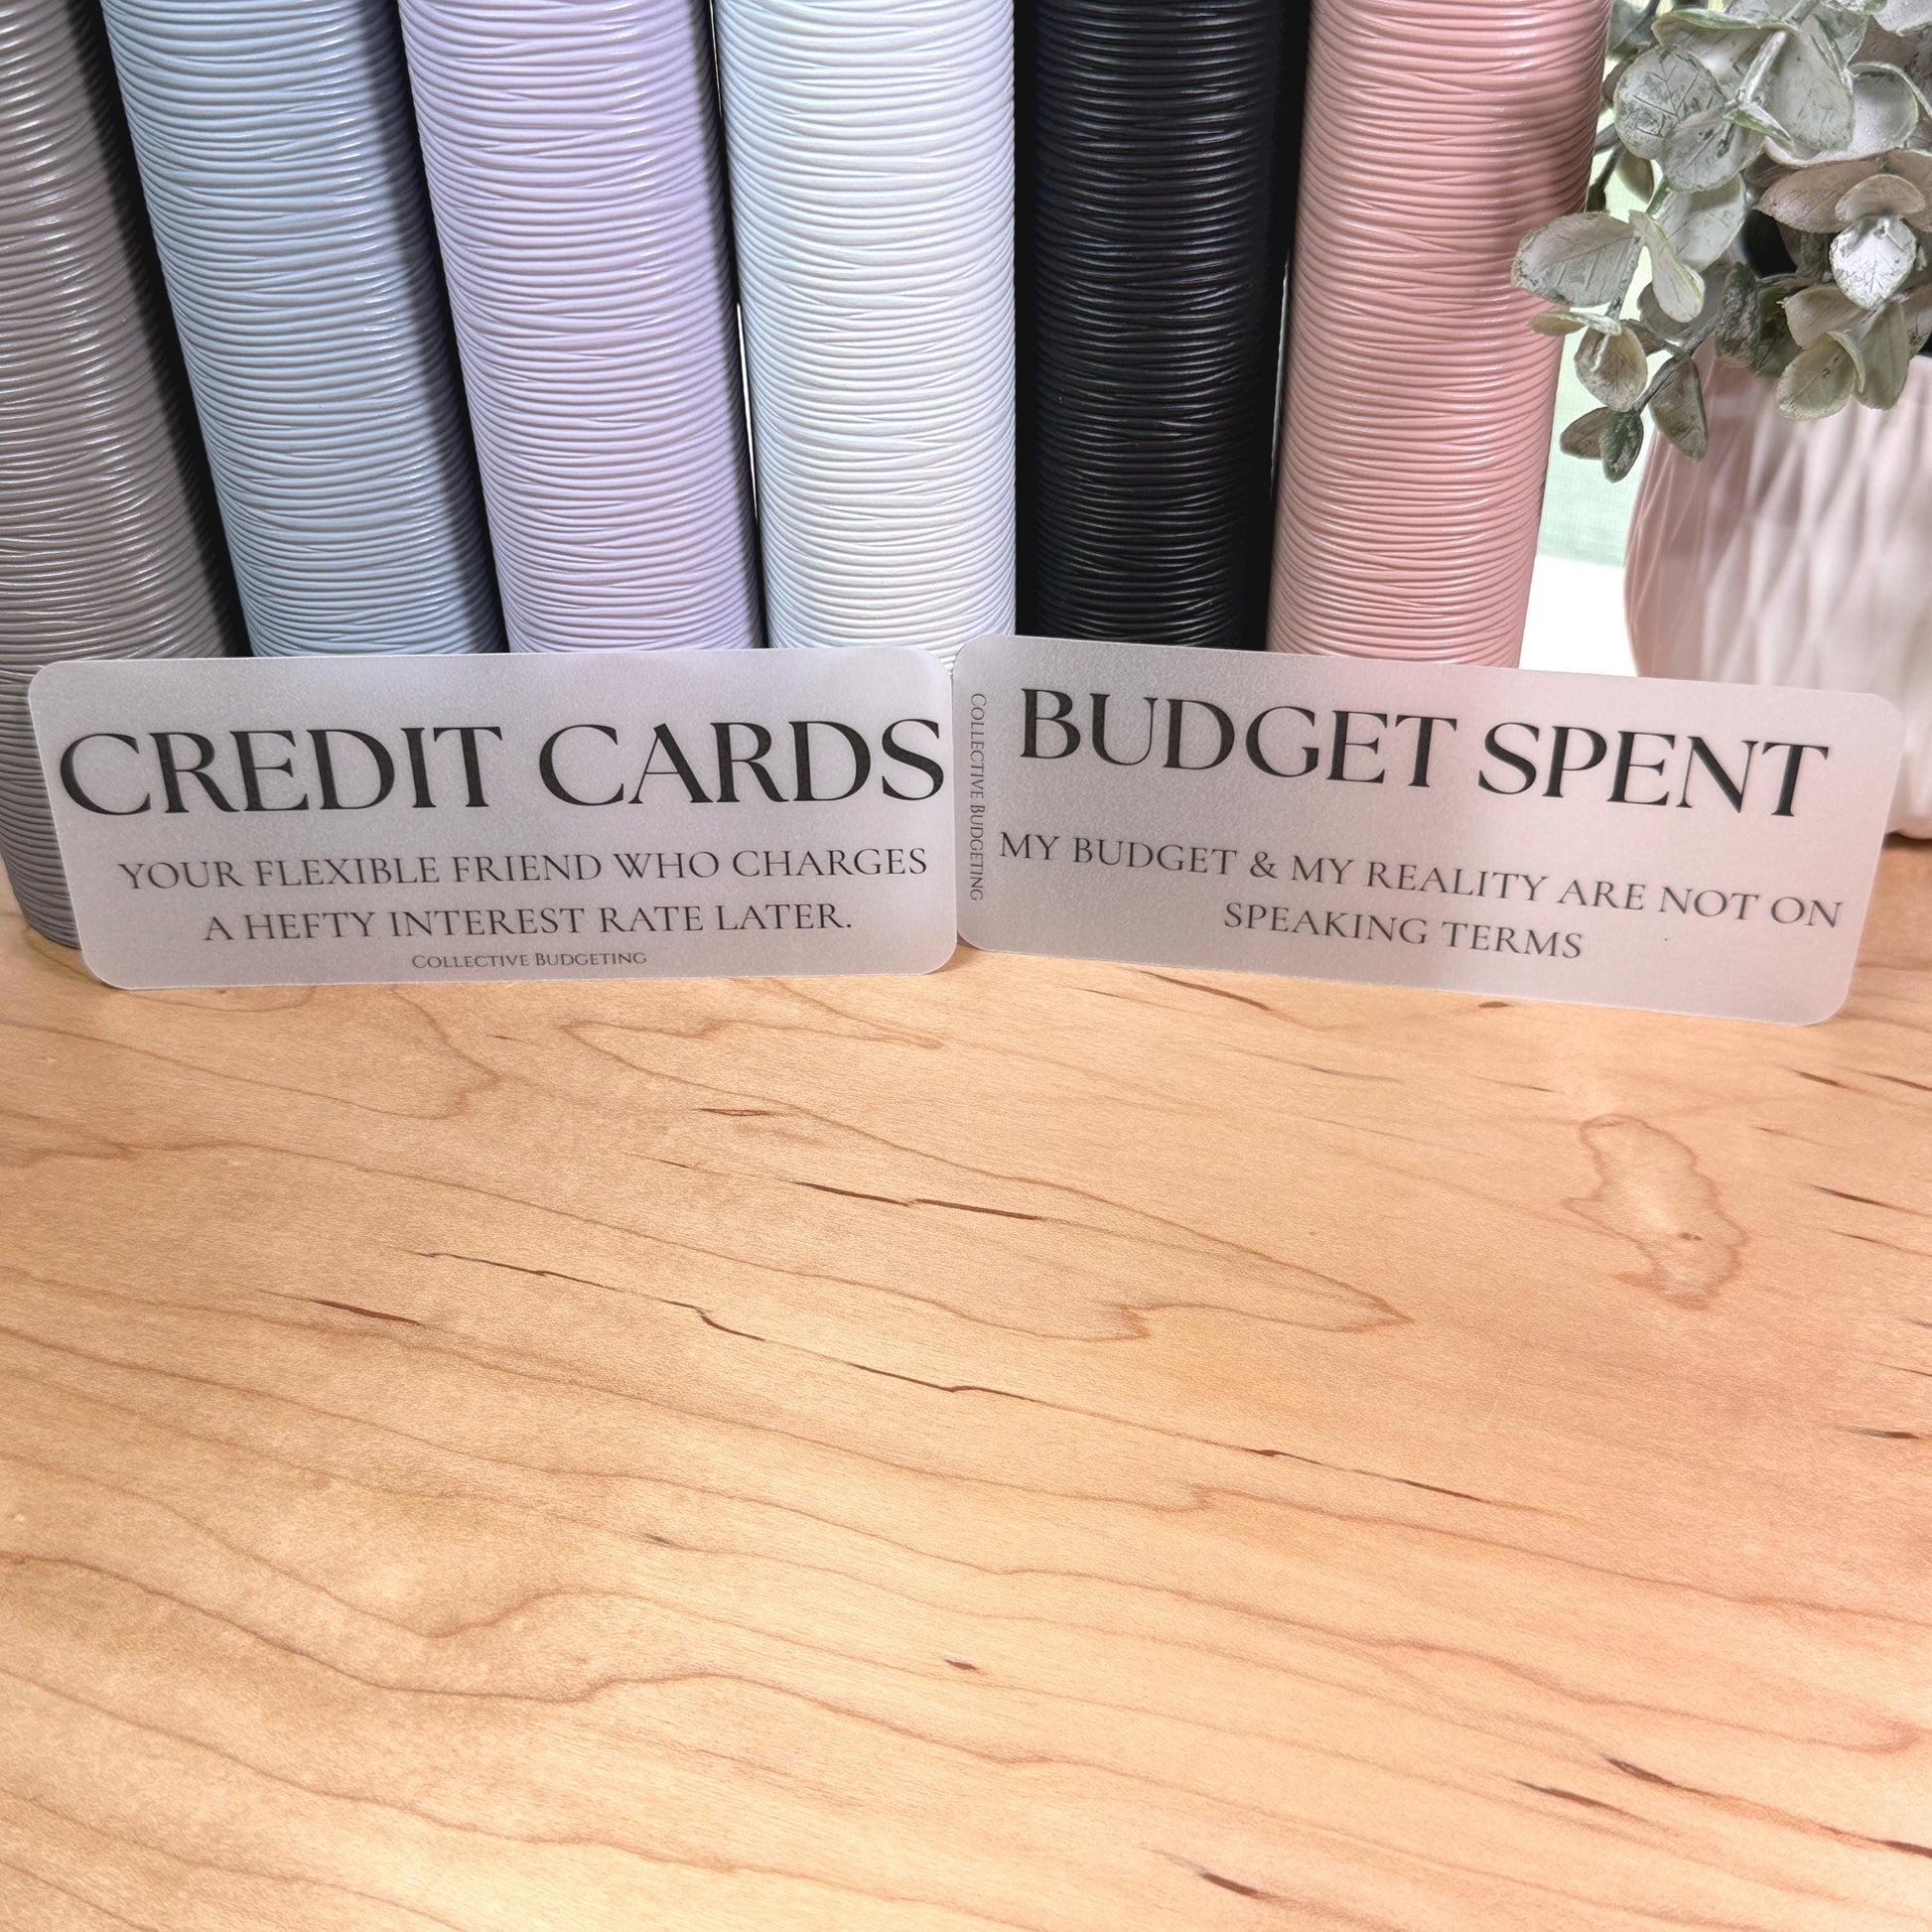 CREDIT CARDS
YOUR FLEXIBLE FRIEND WHO CHARGES
A HEFTY INTEREST RATE LATER.
COLLECTIVE BUDGETING
COLLECTIVE BUDGETING
BUDGET SPENT
MY BUDGET & MY REALITY ARE NOT ON
SPEAKING TERMS